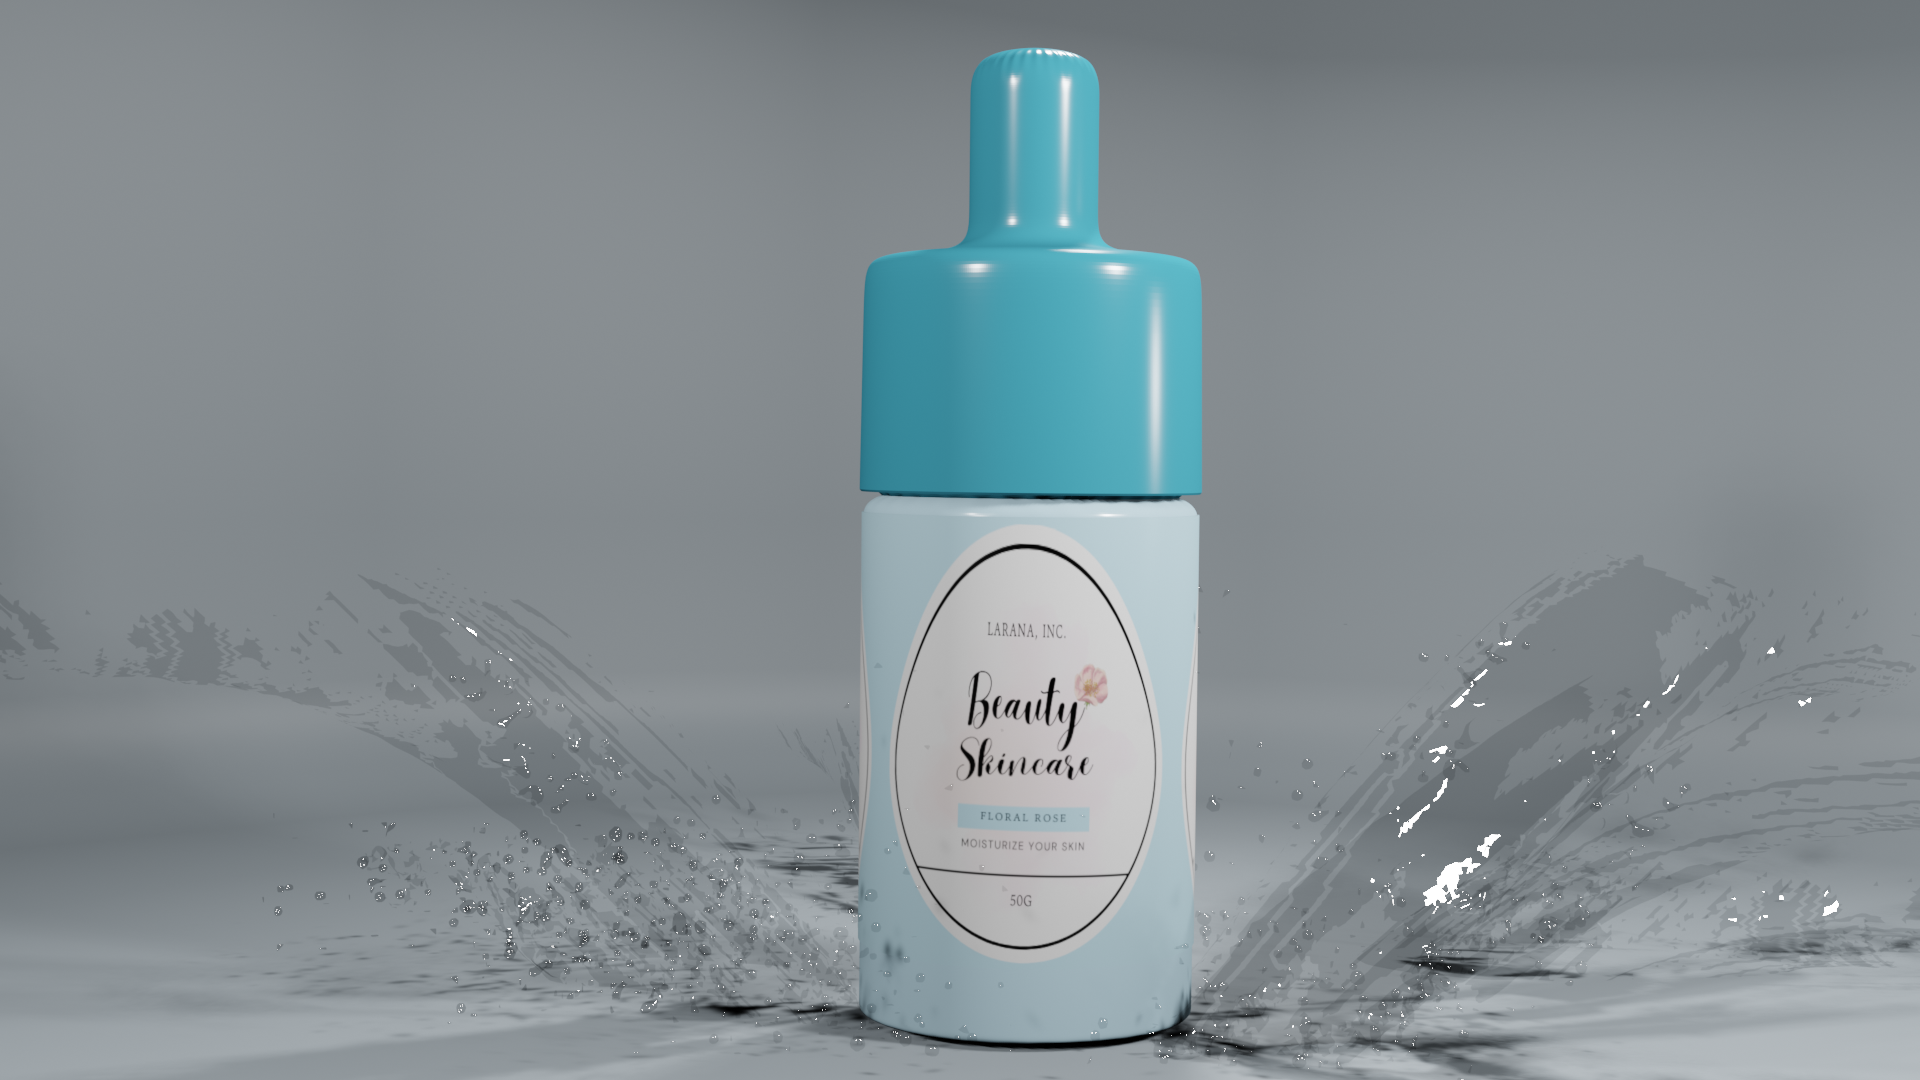 LARANA, INC.
Beauty
Skincare
FLORAL ROSE
MOISTURIZE YOUR SKIN
50G